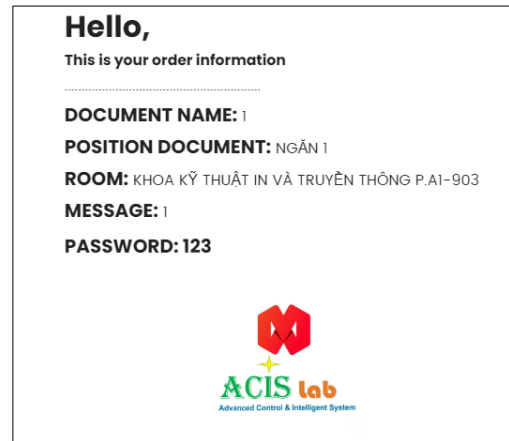 Hello,
This is your order information
............................................................
DOCUMENT NAME: 1
POSITION DOCUMENT: NGĂN 1
ROOM: KHOA KỸ THUẬT IN VÀ TRUYỀN THÔNG P.A1-903
MESSAGE: 1
PASSWORD: 123
ACIS Lab
Advanced Control & Intelligent System